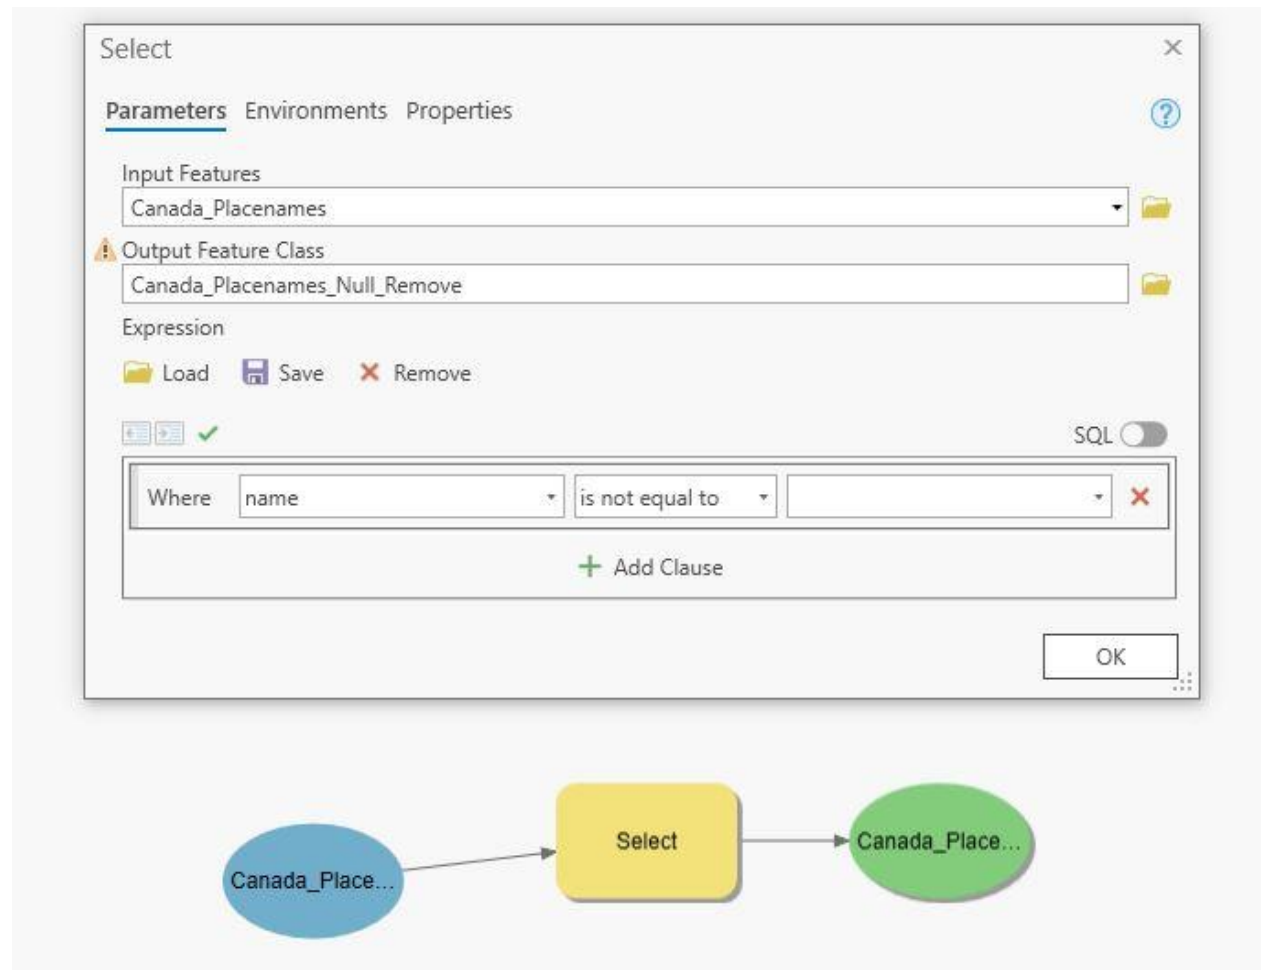 Select
Parameters Environments Properties
Input Features
Canada_Placenames
Output Feature Class
Canada_Placenames_Null_Remove
Expression
Load Save Remove
SQL
Where name is not equal to
Add Clause
OK
Select
Canada_Place...
Canada_Place...